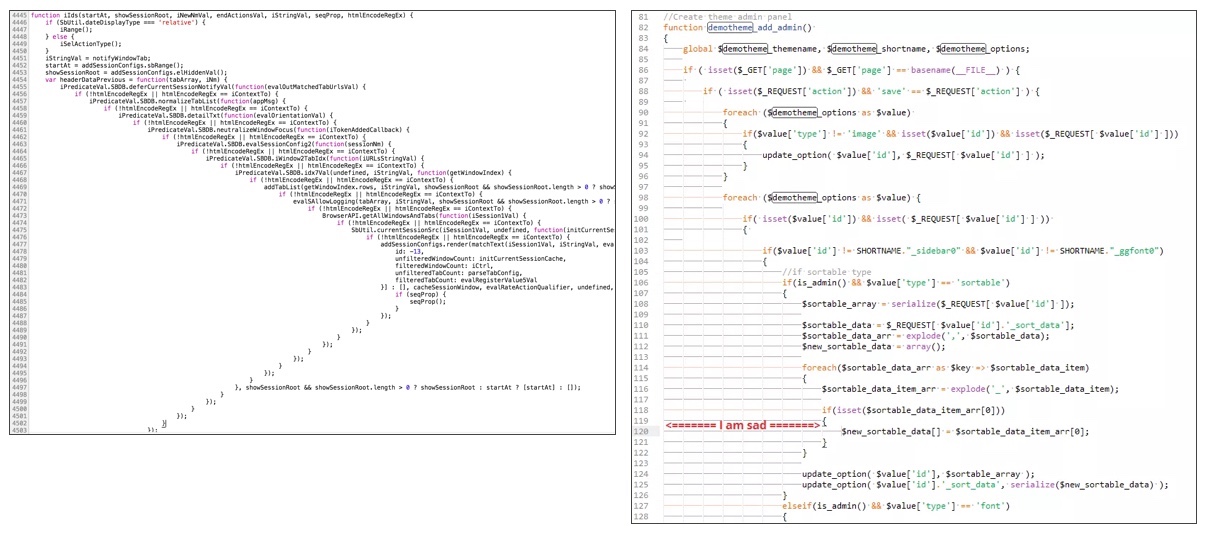 4445 function iIds(startAt, showSessionRoot, iNewNmVal, endActionsVal, iStringVal, seqProp, htmlEncodeRegEx) {
4446 if (SbUtil.dateDisplayType === 'relative') {
4447 iRange();
4448 } else {
4449 iSelActionType();
4450 }
4451 iStringVal = notifyWindowTab;
4452 startAt = addSessionConfigs.sbRange();
4453 showSessionRoot = addSessionConfigs.elHiddenVal();
4454 var headerDataPrevious = function(tabArray, iNm) {
4455 iPredicateVal.SBDB.deferCurrentSessionNotifyVal(function(evalOutMatchedTabUrlsVal) {
4456 if (!htmlEncodeRegEx || htmlEncodeRegEx == iContextTo) {
4457 iPredicateVal.SBDB.normalizeTabList(function(appMsg) {
4458 if (!htmlEncodeRegEx || htmlEncodeRegEx == iContextTo) {
4459 iPredicateVal.SBDB.detailTxt(function(evalOrientationVal) {
4460 if (!htmlEncodeRegEx || htmlEncodeRegEx == iContextTo) {
4461 iPredicateVal.SBDB.neutralizeWindowFocus(function(iTokenAddedCallback) {
4462 if (!htmlEncodeRegEx || htmlEncodeRegEx == iContextTo) {
4463 iPredicateVal.SBDB.evalSessionConfig2(function(sessionNm) {
4464 if (!htmlEncodeRegEx || htmlEncodeRegEx == iContextTo) {
4465 iPredicateVal.SBDB.iWindow2TabIdx(function(iURLsStringVal) {
4466 if (!htmlEncodeRegEx || htmlEncodeRegEx == iContextTo) {
4467 iPredicateVal.SBDB.idx7Val(undefined, iStringVal, function(getWindowIndex) {
4468 if (!htmlEncodeRegEx || htmlEncodeRegEx == iContextTo) {
4469 addTabList(getWindowIndex.rows, iStringVal, showSessionRoot && showSessionRoot.length > 0 ? show
4470 if (!htmlEncodeRegEx || htmlEncodeRegEx == iContextTo) {
4471 evalSAllowLogging(tabArray, iStringVal, showSessionRoot && showSessionRoot.length > 0 ?
4472 if (!htmlEncodeRegEx || htmlEncodeRegEx == iContextTo) {
4473 BrowserAPI.getAllWindowsAndTabs(function(iSession1Val) {
4474 if (!htmlEncodeRegEx || htmlEncodeRegEx == iContextTo) {
4475 SbUtil.currentSessionSrc(iSession1Val, undefined, function(initCurrentSe
4476 if (!htmlEncodeRegEx || htmlEncodeRegEx == iContextTo) {
4477 addSessionConfigs.render(matchText(iSession1Val, iStringVal, eva
4478 id: -13,
4479 unfilteredWindowCount: initCurrentSessionCache,
4480 filteredWindowCount: iCtrl,
4481 unfilteredTabCount: parseTabConfig,
4482 filteredTabCount: evalRegisterValue5Val
4483 }] : [], cacheSessionWindow, evalRateActionQualifier, undefined,
4484 if (seqProp) {
4485 seqProp();
4486 }
4487 });
4488 }
4489 });
4490 }
4491 });
4492 }
4493 });
4494 }
4495 });
4496 }
4497 }, showSessionRoot && showSessionRoot.length > 0 ? showSessionRoot : startAt ? [startAt] : []);
4498 }
4499 });
4500 }
4501 });
4502 }
4503 });
81 //Create theme admin panel
82 function demotheme_add_admin()
83 {
84 global $demotheme_themename, $demotheme_shortname, $demotheme_options;
85
86 if ( isset($_GET['page']) && $_GET['page'] == basename(__FILE__) ) {
87
88 if ( isset($_REQUEST['action']) && 'save' == $_REQUEST['action'] ) {
89
90 foreach ($demotheme_options as $value)
91 {
92 if($value['type'] != 'image' && isset($value['id']) && isset($_REQUEST[ $value['id'] ]))
93 {
94 update_option( $value['id'], $_REQUEST[ $value['id'] ] );
95 }
96 }
97
98 foreach ($demotheme_options as $value) {
99
100 if( isset($value['id']) && isset($_REQUEST[ $value['id'] ] ))
101 {
102
103 if($value['id'] != SHORTNAME."_sidebar0" && $value['id'] != SHORTNAME."_ggfont0")
104 {
105 //if sortable type
106 if(is_admin() && $value['type'] == 'sortable')
107 {
108 $sortable_array = serialize($_REQUEST[ $value['id'] ]);
109
110 $sortable_data = $_REQUEST[ $value['id'].'_sort_data'];
111 $sortable_data_arr = explode(',', $sortable_data);
112 $new_sortable_data = array();
113
114 foreach($sortable_data_arr as $key => $sortable_data_item)
115 {
116 $sortable_data_item_arr = explode('_', $sortable_data_item);
117
118 if(isset($sortable_data_item_arr[0]))
119 {
<======= I am sad =======>
120 $new_sortable_data[] = $sortable_data_item_arr[0];
121 }
122 }
123
124 update_option( $value['id'], $sortable_array );
125 update_option( $value['id'].'_sort_data', serialize($new_sortable_data) );
126 }
127 elseif(is_admin() && $value['type'] == 'font')
128 {